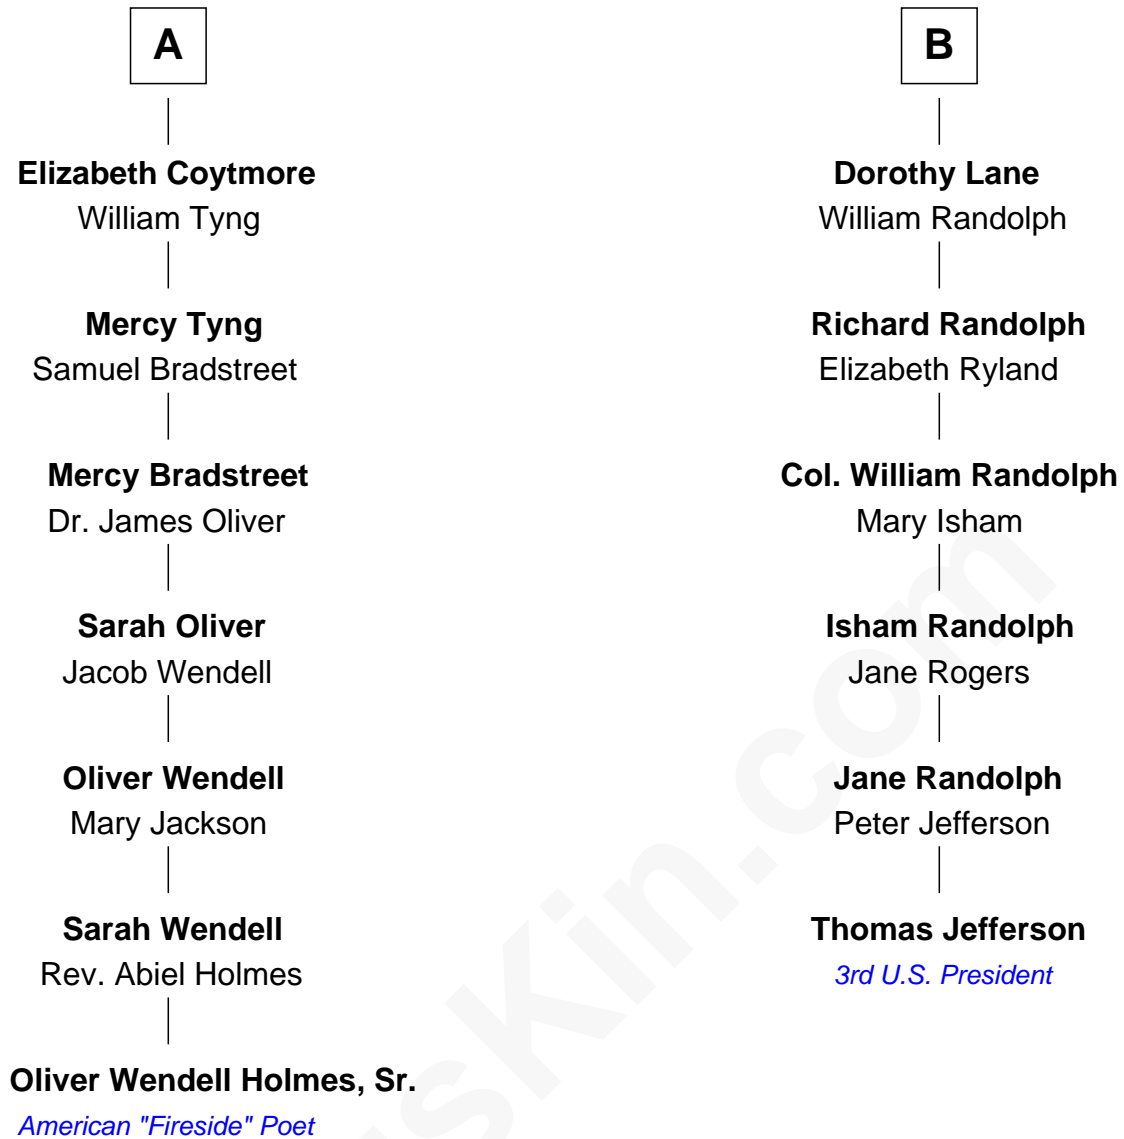 A
Elizabeth Coytmore
William Tyng
Mercy Tyng
Samuel Bradstreet
Mercy Bradstreet
Dr. James Oliver
Sarah Oliver
Jacob Wendell
Oliver Wendell
Mary Jackson
Sarah Wendell
Rev. Abiel Holmes
Oliver Wendell Holmes, Sr.
American "Fireside" Poet
B
Dorothy Lane
William Randolph
Richard Randolph
Elizabeth Ryland
Col. William Randolph
Mary Isham
Isham Randolph
Jane Rogers
Jane Randolph
Peter Jefferson
Thomas Jefferson
3rd U.S. President
usKin.com